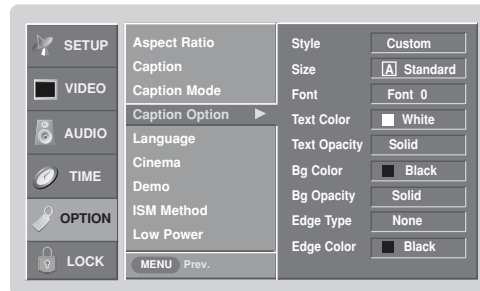 SETUP
VIDEO
AUDIO
TIME
OPTION
LOCK
Aspect Ratio
Caption
Caption Mode
Caption Option
Language
Cinema
Demo
ISM Method
Low Power
MENU Prev.
Style Custom
Size A Standard
Font Font 0
Text Color White
Text Opacity Solid
Bg Color Black
Bg Opacity Solid
Edge Type None
Edge Color Black